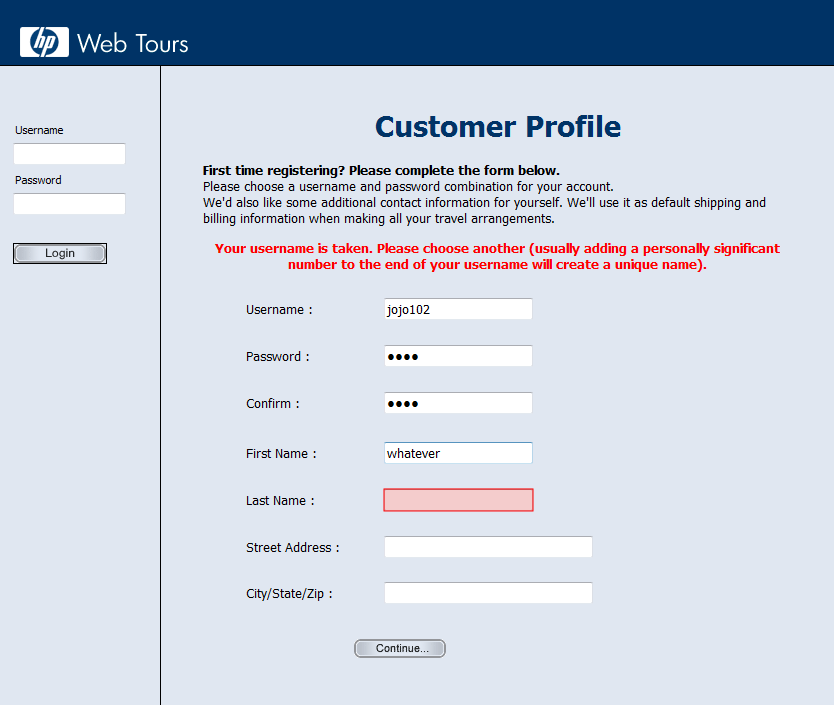 hp Web Tours
Username
Password
Login
Customer Profile
First time registering? Please complete the form below.
Please choose a username and password combination for your account.
We'd also like some additional contact information for yourself. We'll use it as default shipping and
billing information when making all your travel arrangements.
Your username is taken. Please choose another (usually adding a personally significant
number to the end of your username will create a unique name).
Username : jojo102
Password : ●●●●
Confirm : ●●●●
First Name : whatever
Last Name :
Street Address :
City/State/Zip :
Continue...